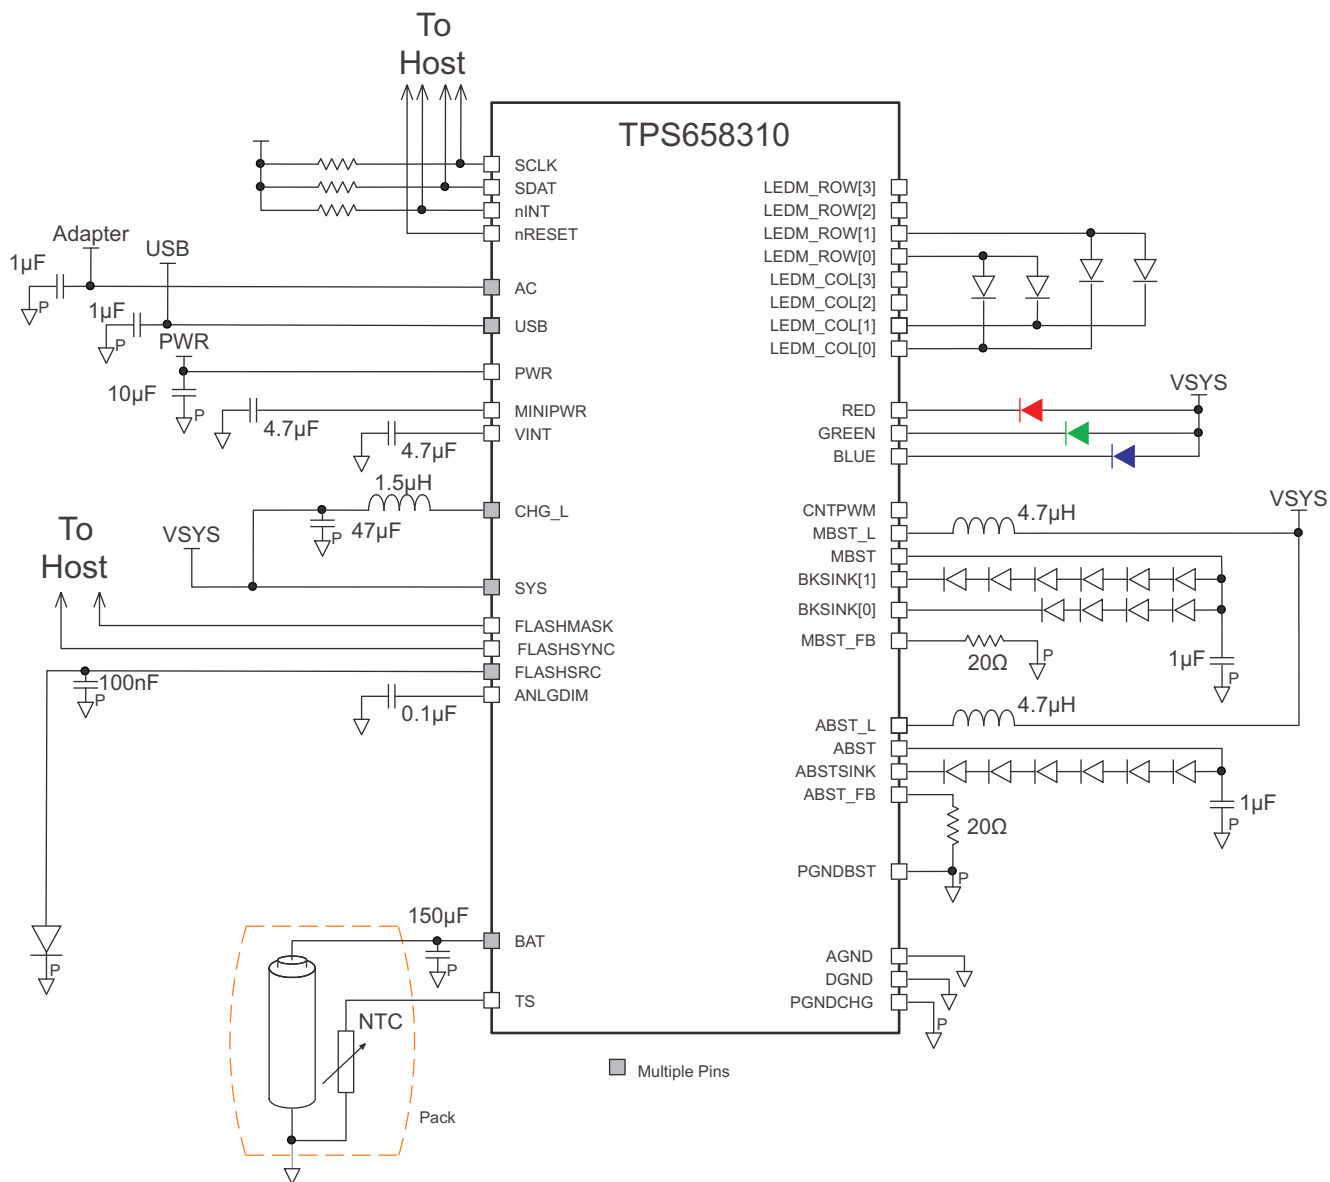 To
Host
TPS658310
SCLK
SDAT
nINT
nRESET
Adapter
USB
1µF
P
AC
1µF
P
USB
PWR
PWR
10µF
P
MINIPWR
4.7µF
VINT
4.7µF
1.5µH
CHG_L
47µF
P
To
Host
VSYS
SYS
FLASHMASK
FLASHSYNC
FLASHSRC
100nF
P
ANLGDIM
0.1µF
P
150µF
BAT
P
TS
NTC
Pack
LEDM_ROW[3]
LEDM_ROW[2]
LEDM_ROW[1]
LEDM_ROW[0]
LEDM_COL[3]
LEDM_COL[2]
LEDM_COL[1]
LEDM_COL[0]
VSYS
RED
GREEN
BLUE
VSYS
CNTPWM
4.7µH
MBST_L
MBST
BKSINK[1]
BKSINK[0]
MBST_FB
20Ω
P
1µF
P
4.7µH
ABST_L
ABST
ABSTSINK
ABST_FB
1µF
P
20Ω
PGNDBST
P
AGND
DGND
PGNDCHG
P
Multiple Pins